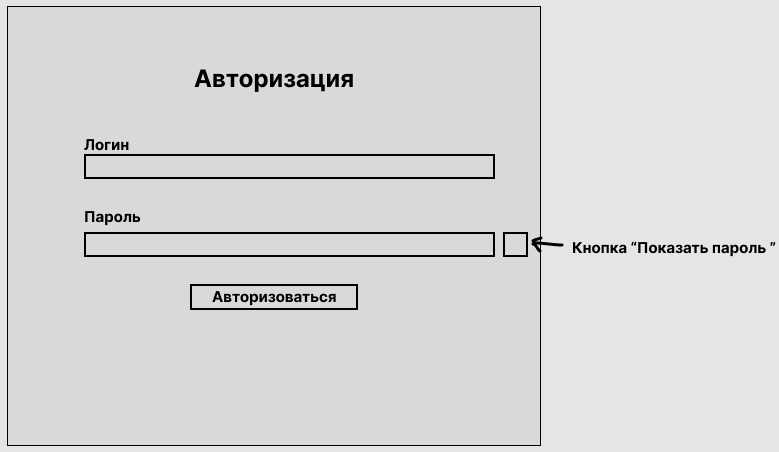 Авторизация
Логин
Пароль
Кнопка “Показать пароль ”
Авторизоваться